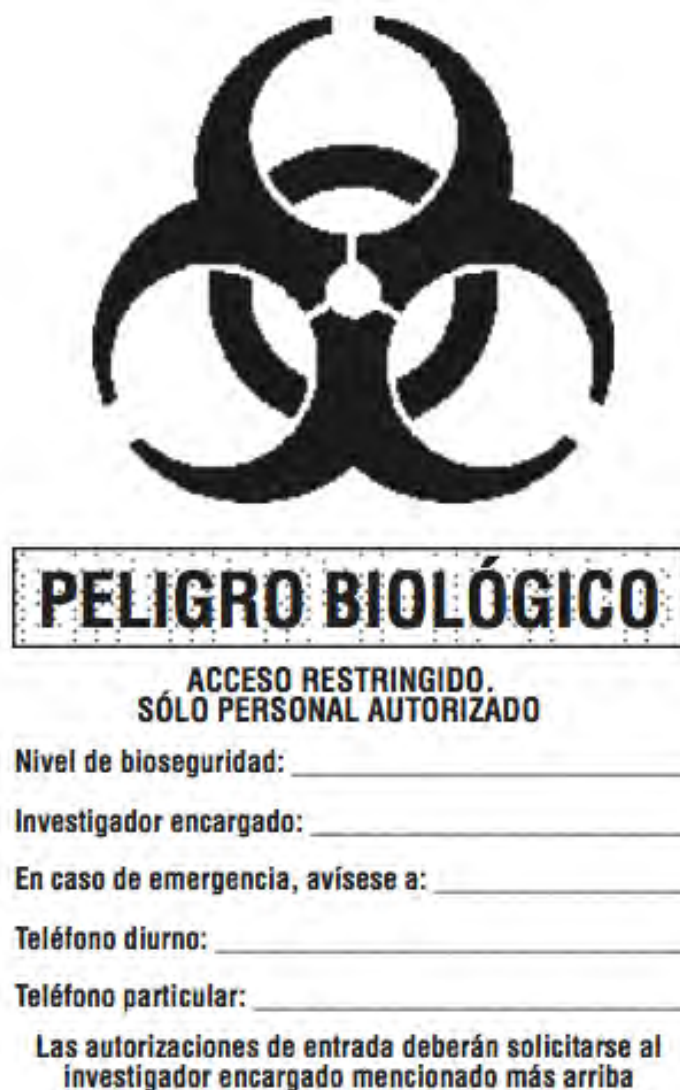 PELIGRO BIOLÓGICO
ACCESO RESTRINGIDO.
SÓLO PERSONAL AUTORIZADO
Nivel de bioseguridad:
Investigador encargado:
En caso de emergencia, avísese a:
Teléfono diurno:
Teléfono particular:
Las autorizaciones de entrada deberán solicitarse al
investigador encargado mencionado más arriba